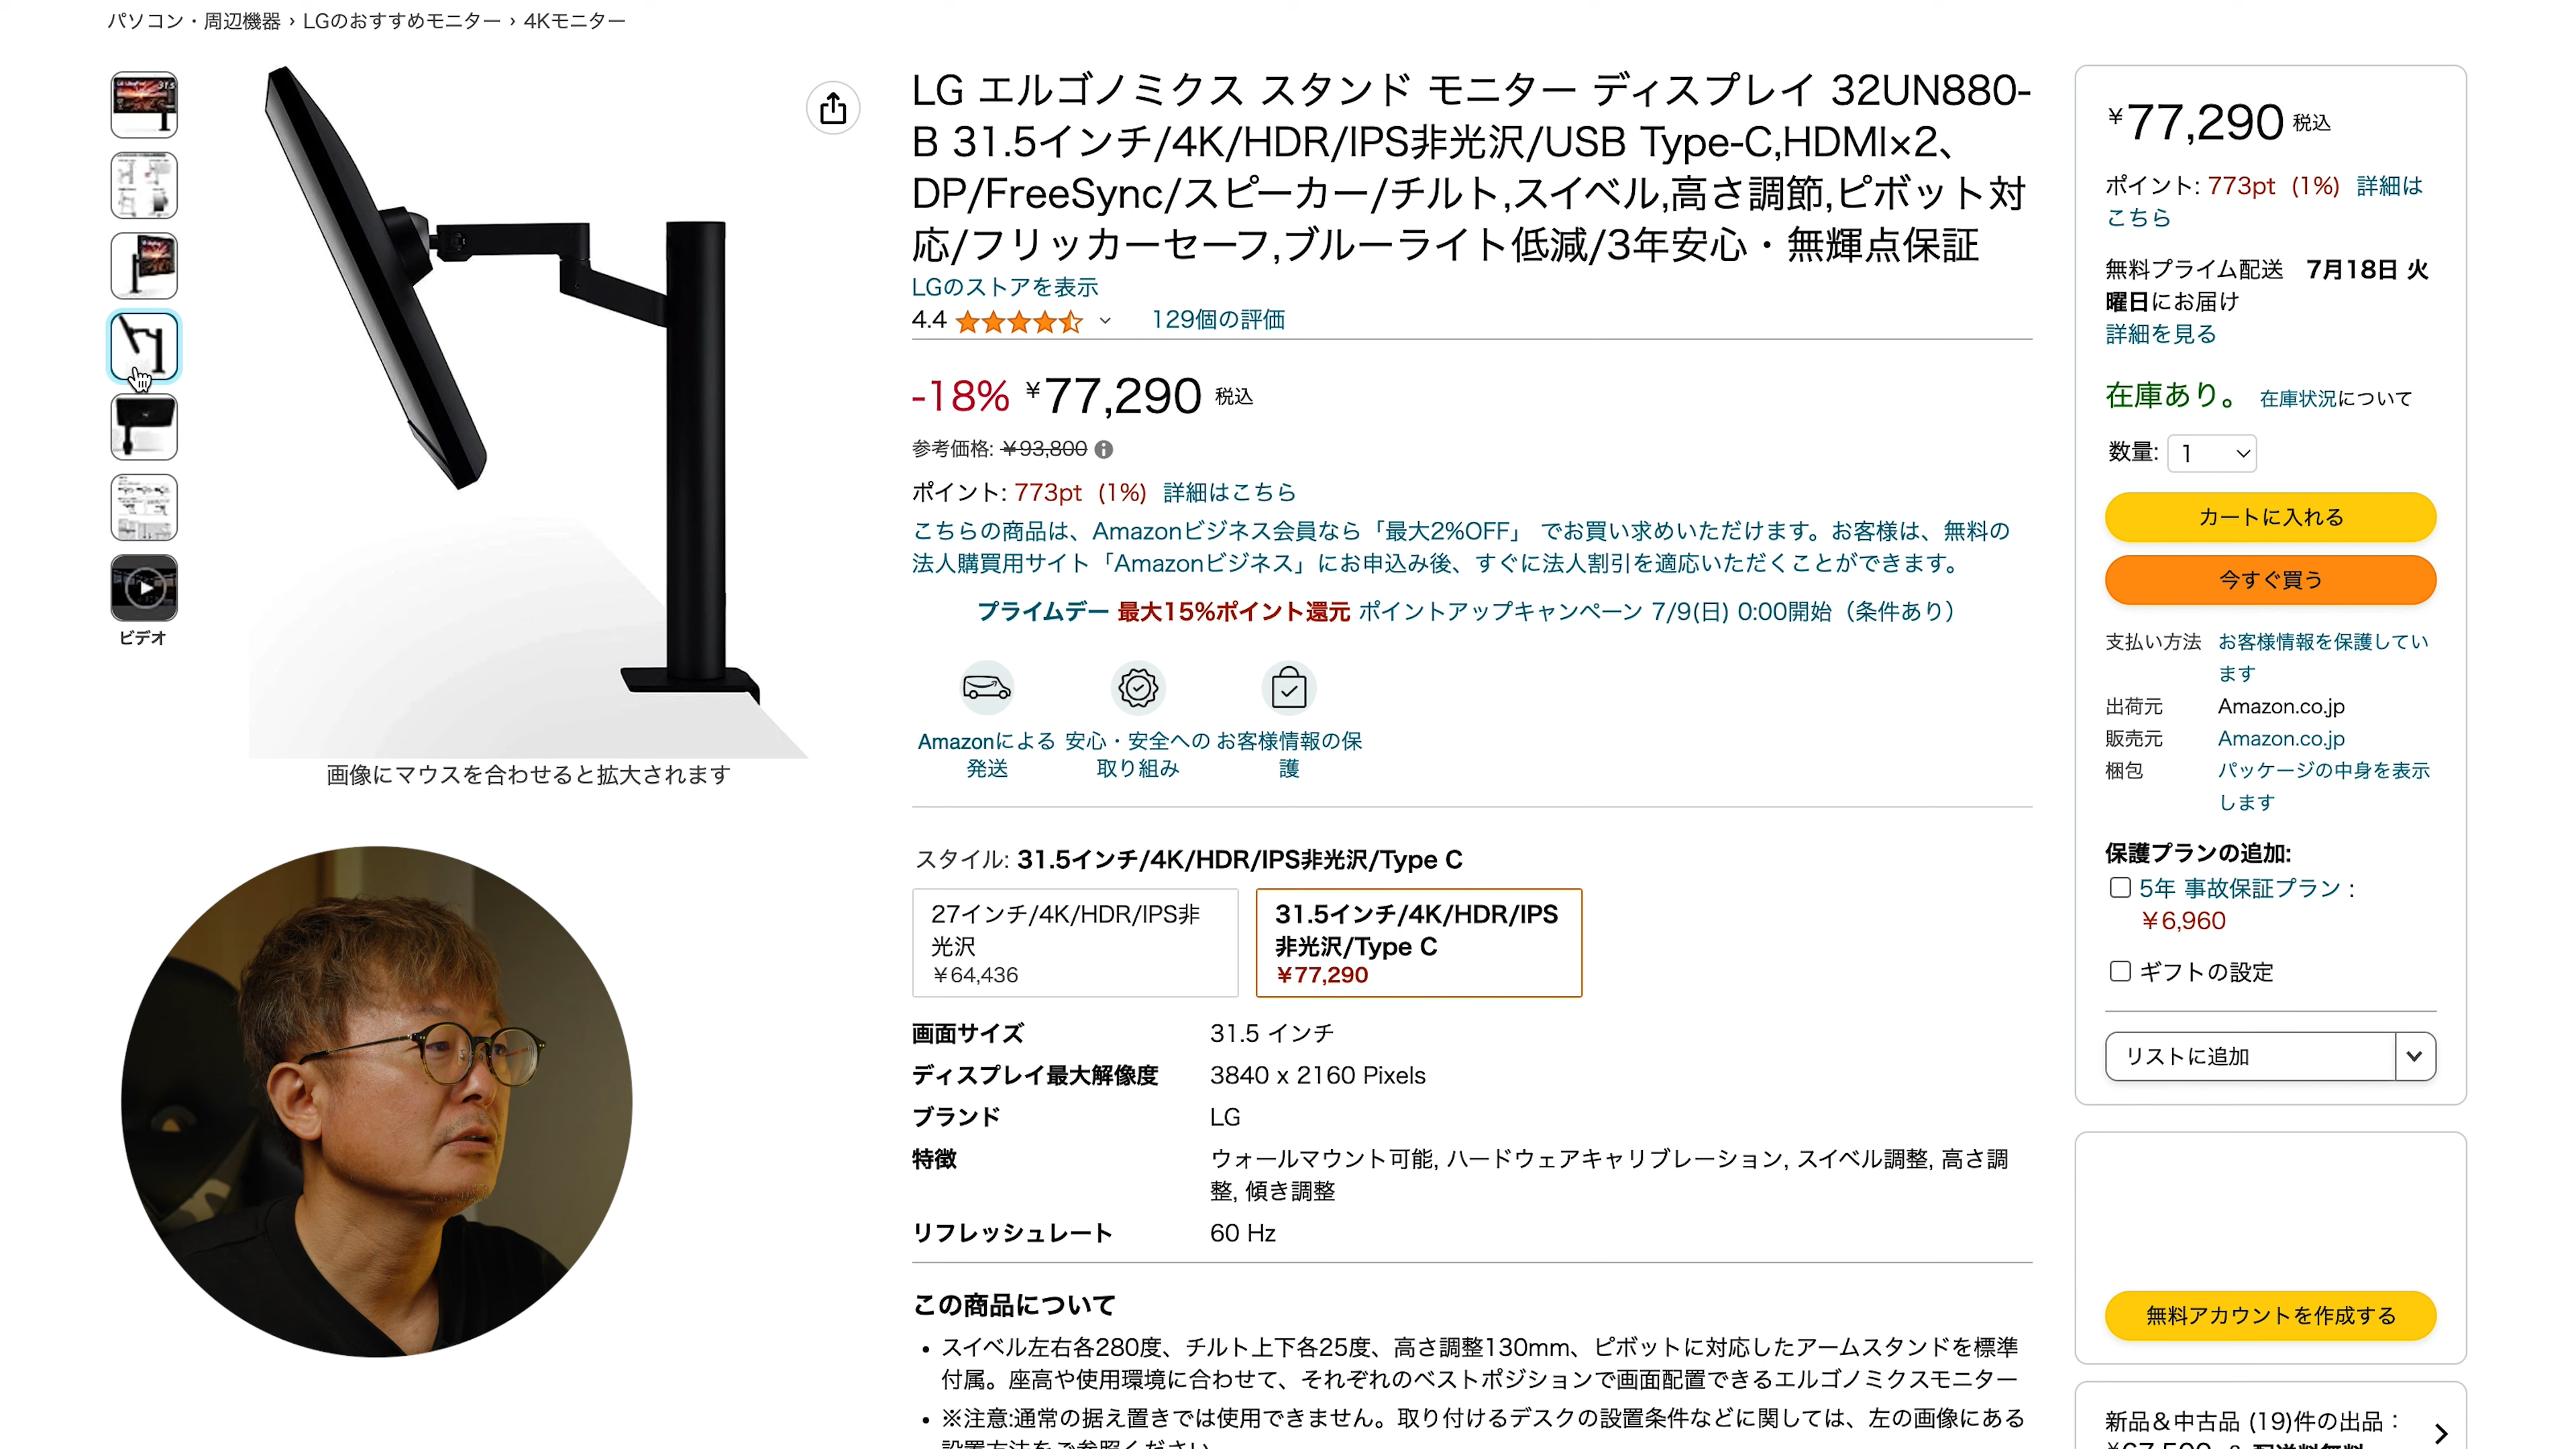 パソコン・周辺機器 › LGのおすすめモニター › 4Kモニター
ビデオ
画像にマウスを合わせると拡大されます
LG エルゴノミクス スタンド モニター ディスプレイ 32UN880-
B 31.5インチ/4K/HDR/IPS非光沢/USB Type-C,HDMI×2、
DP/FreeSync/スピーカー/チルト,スイベル,高さ調節,ピボット対
応/フリッカーセーフ,ブルーライト低減/3年安心・無輝点保証
LGのストアを表示
4.4 129個の評価
-18% ¥77,290 税込
参考価格: ¥93,800
ポイント: 773pt (1%) 詳細はこちら
こちらの商品は、Amazonビジネス会員なら「最大2%OFF」 でお買い求めいただけます。お客様は、無料の
法人購買用サイト「Amazonビジネス」にお申込み後、すぐに法人割引を適応いただくことができます。
プライムデー 最大15%ポイント還元 ポイントアップキャンペーン 7/9(日) 0:00開始（条件あり）
Amazonによる
発送
安心・安全への
取り組み
お客様情報の保
護
スタイル: 31.5インチ/4K/HDR/IPS非光沢/Type C
27インチ/4K/HDR/IPS非
光沢
¥64,436
31.5インチ/4K/HDR/IPS
非光沢/Type C
¥77,290
画面サイズ 31.5 インチ
ディスプレイ最大解像度 3840 x 2160 Pixels
ブランド LG
特徴 ウォールマウント可能, ハードウェアキャリブレーション, スイベル調整, 高さ調
整, 傾き調整
リフレッシュレート 60 Hz
この商品について
• スイベル左右各280度、チルト上下各25度、高さ調整130mm、ピボットに対応したアームスタンドを標準
付属。座高や使用環境に合わせて、それぞれのベストポジションで画面配置できるエルゴノミクスモニター
• ※注意:通常の据え置きでは使用できません。取り付けるデスクの設置条件などに関しては、左の画像にある
設置方法をご参照ください
¥77,290 税込
ポイント: 773pt (1%) 詳細は
こちら
無料プライム配送 7月18日 火
曜日にお届け
詳細を見る
在庫あり。 在庫状況について
数量: 1
カートに入れる
今すぐ買う
支払い方法 お客様情報を保護してい
ます
出荷元 Amazon.co.jp
販売元 Amazon.co.jp
梱包 パッケージの中身を表示
します
保護プランの追加:
5年 事故保証プラン :
¥6,960
ギフトの設定
リストに追加
無料アカウントを作成する
新品＆中古品 (19)件の出品：